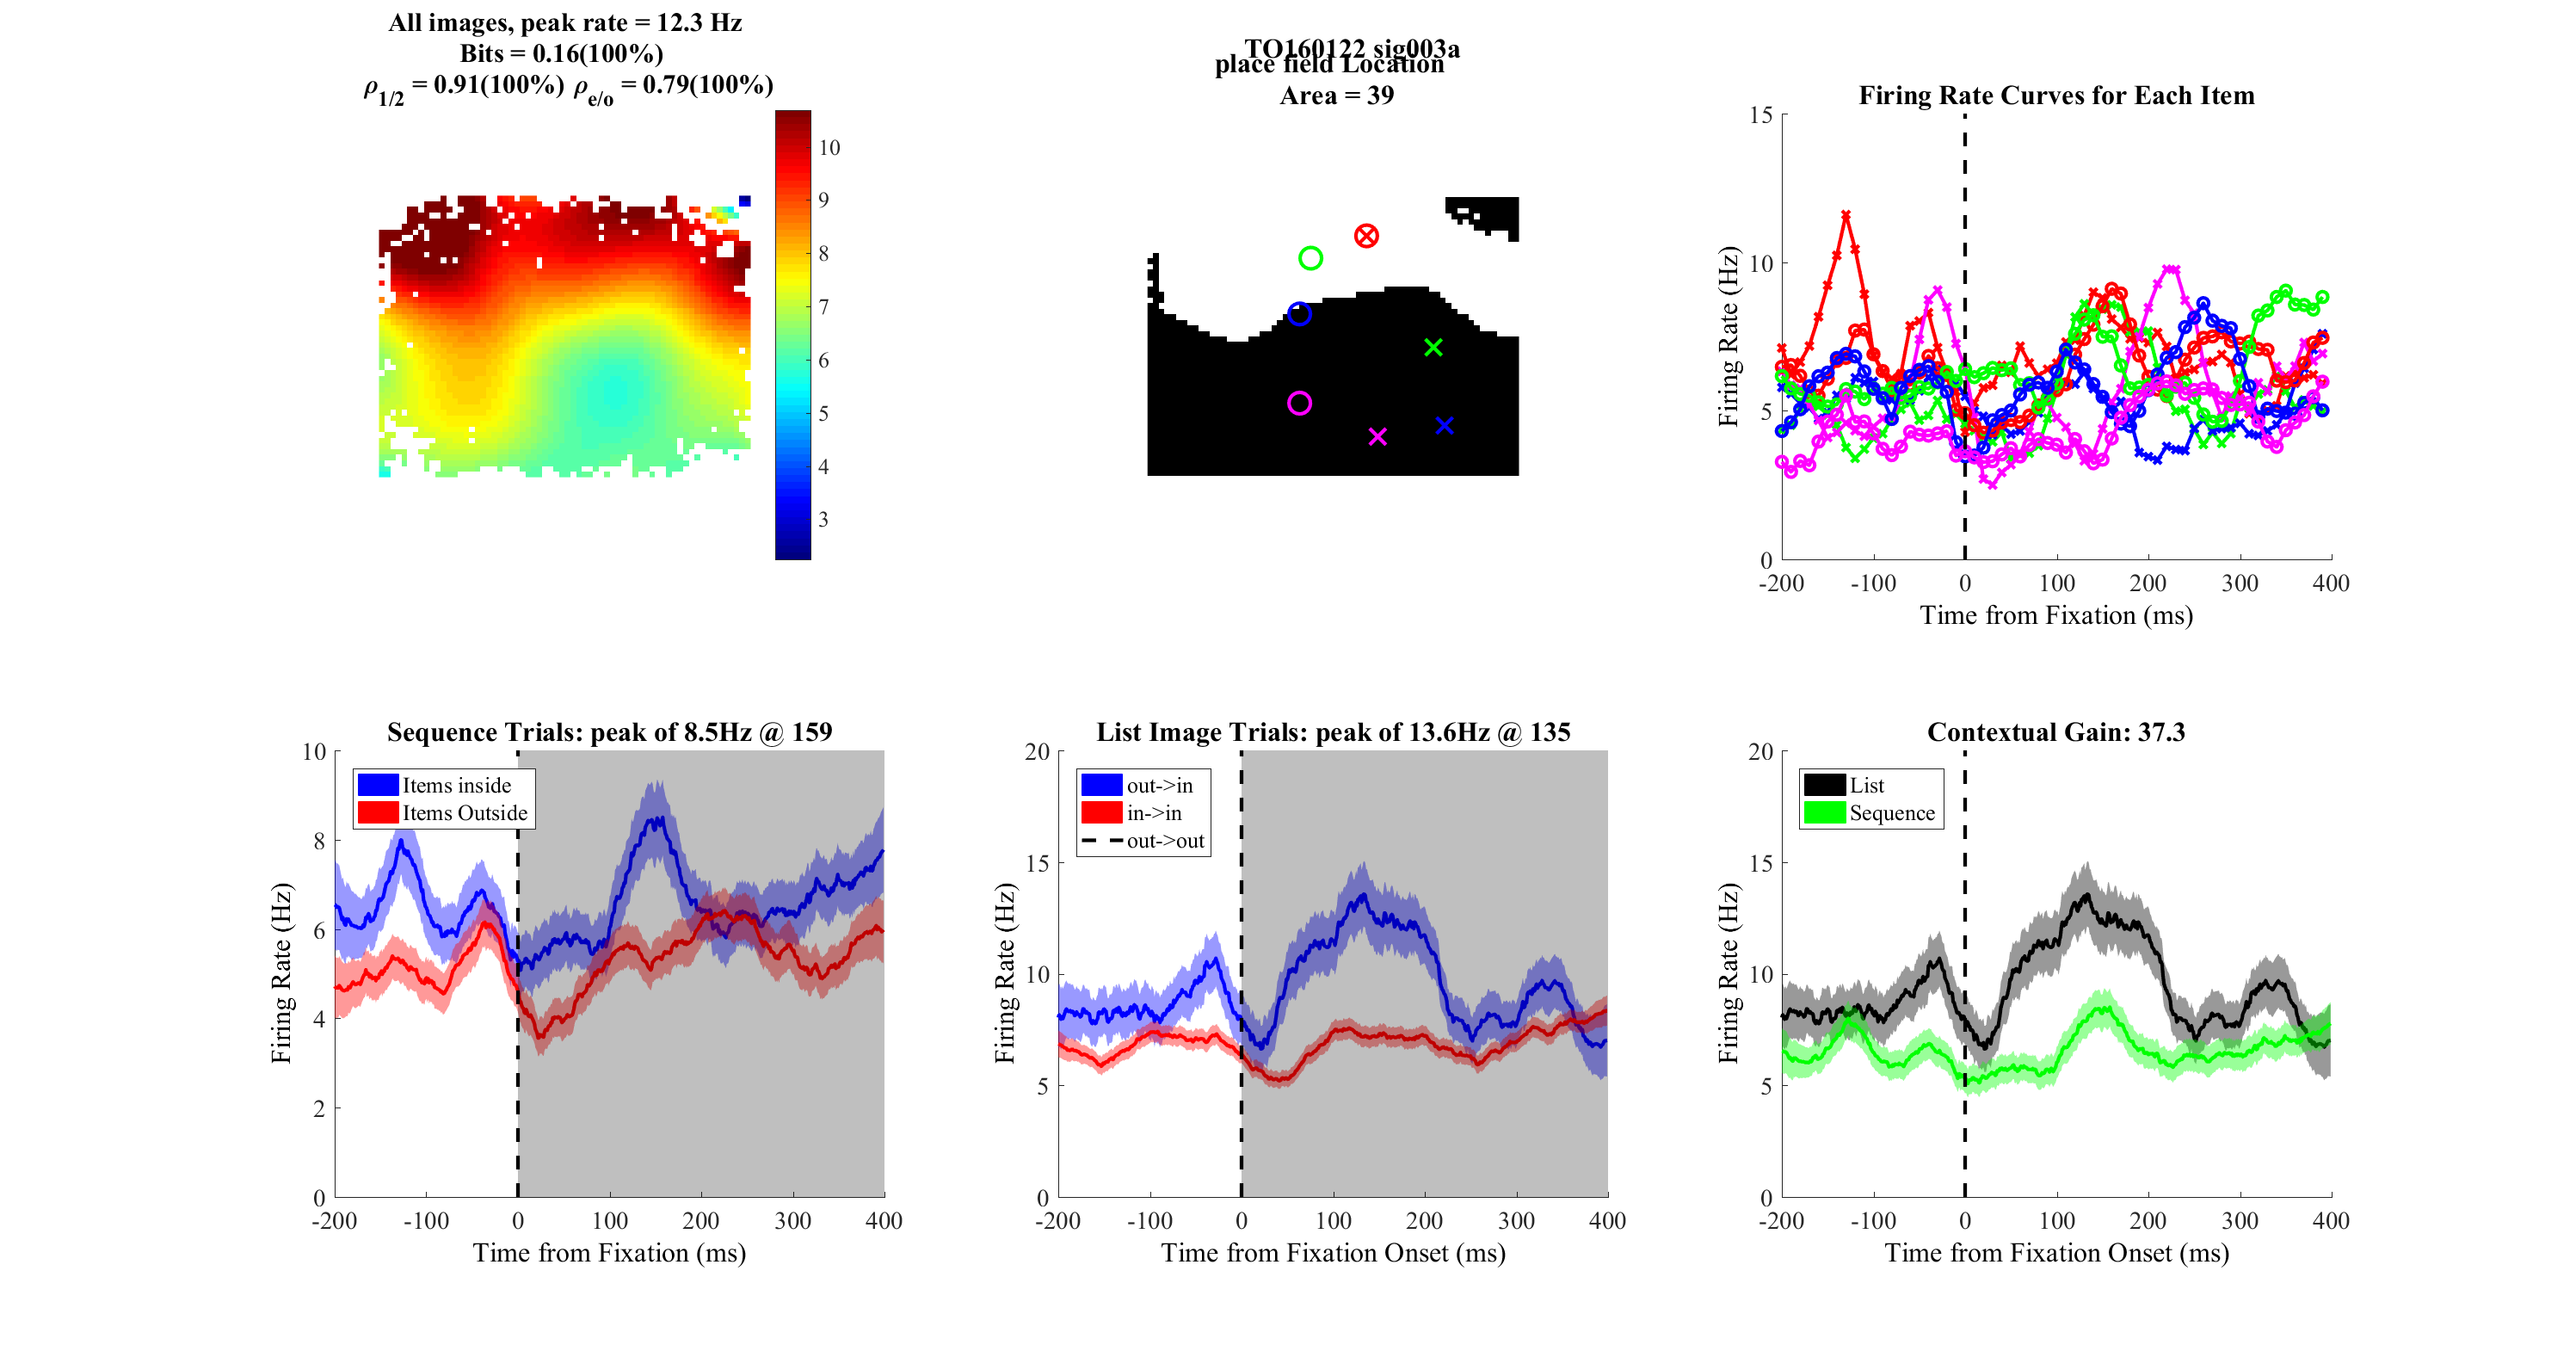 All images, peak rate = 12.3 Hz
Bits = 0.16(100%)
ρ1/2 = 0.91(100%) ρe/o = 0.79(100%)
10
9
8
7
6
5
4
3
TO160122 sig003a
place field Location
Area = 39
Firing Rate Curves for Each Item
Firing Rate (Hz)
15
10
5
0
-200 -100 0 100 200 300 400
Time from Fixation (ms)
Sequence Trials: peak of 8.5Hz @ 159
Items inside
Items Outside
Firing Rate (Hz)
10
8
6
4
2
0
-200 -100 0 100 200 300 400
Time from Fixation (ms)
List Image Trials: peak of 13.6Hz @ 135
out->in
in->in
out->out
Firing Rate (Hz)
20
15
10
5
0
-200 -100 0 100 200 300 400
Time from Fixation Onset (ms)
Contextual Gain: 37.3
List
Sequence
Firing Rate (Hz)
20
15
10
5
0
-200 -100 0 100 200 300 400
Time from Fixation Onset (ms)